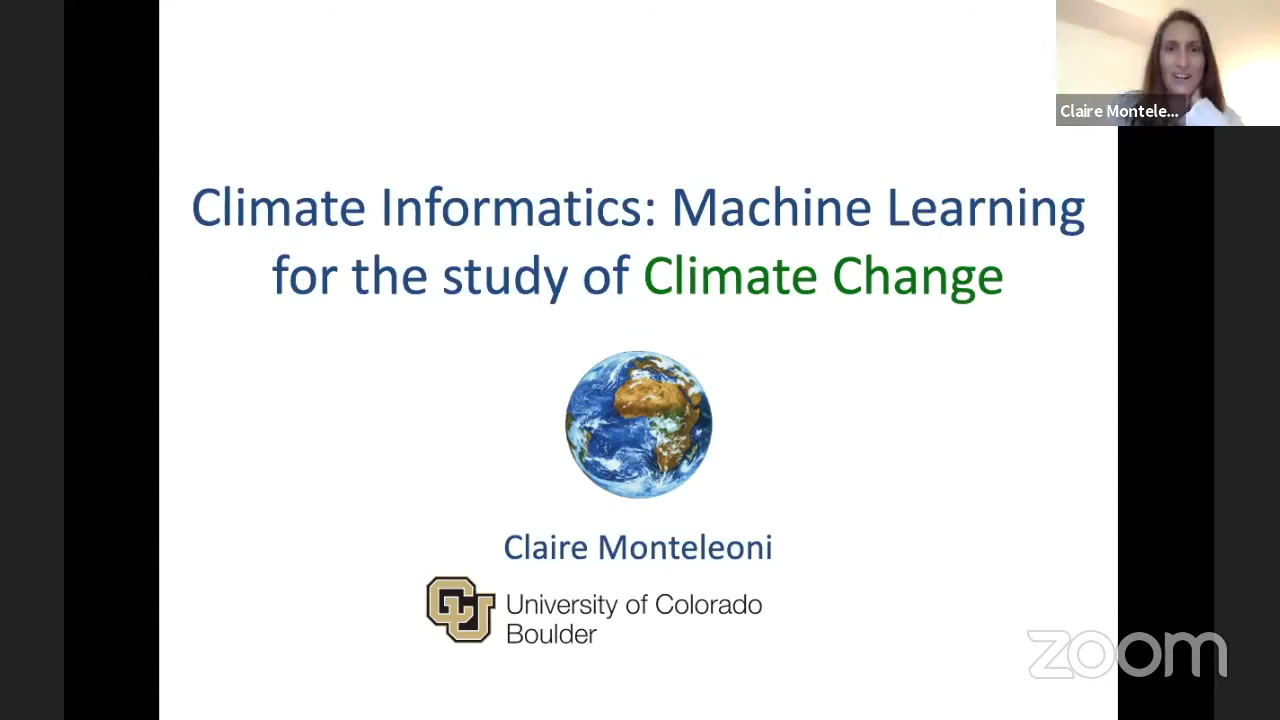 Claire Montele...
Climate Informatics: Machine Learning
for the study of Climate Change
Claire Monteleoni
CU
University of Colorado
Boulder
zoom